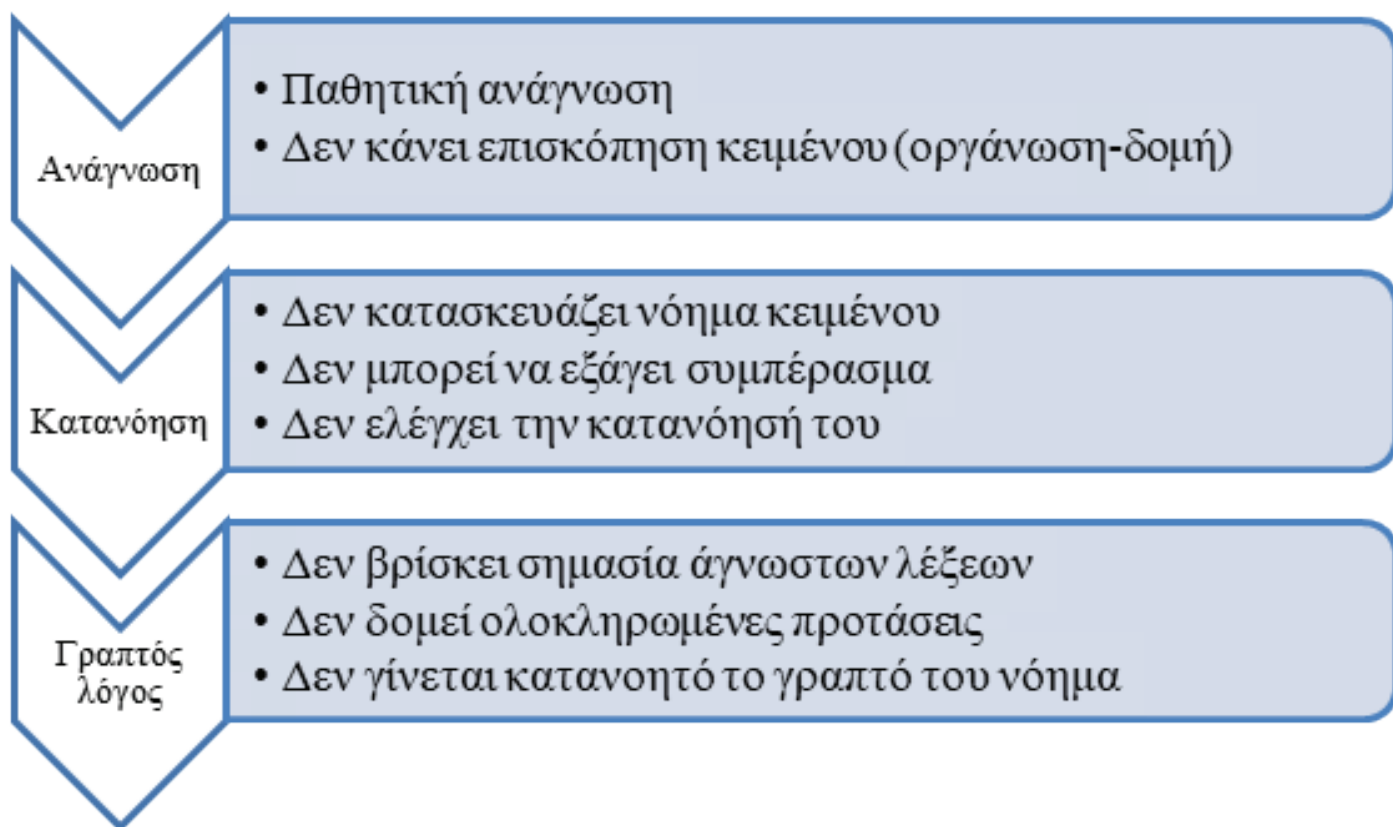 Ανάγνωση
• Παθητική ανάγνωση
• Δεν κάνει επισκόπηση κειμένου (οργάνωση-δομή)
Κατανόηση
• Δεν κατασκευάζει νόημα κειμένου
• Δεν μπορεί να εξάγει συμπέρασμα
• Δεν ελέγχει την κατανόησή του
Γραπτός
λόγος
• Δεν βρίσκει σημασία άγνωστων λέξεων
• Δεν δομεί ολοκληρωμένες προτάσεις
• Δεν γίνεται κατανοητό το γραπτό του νόημα